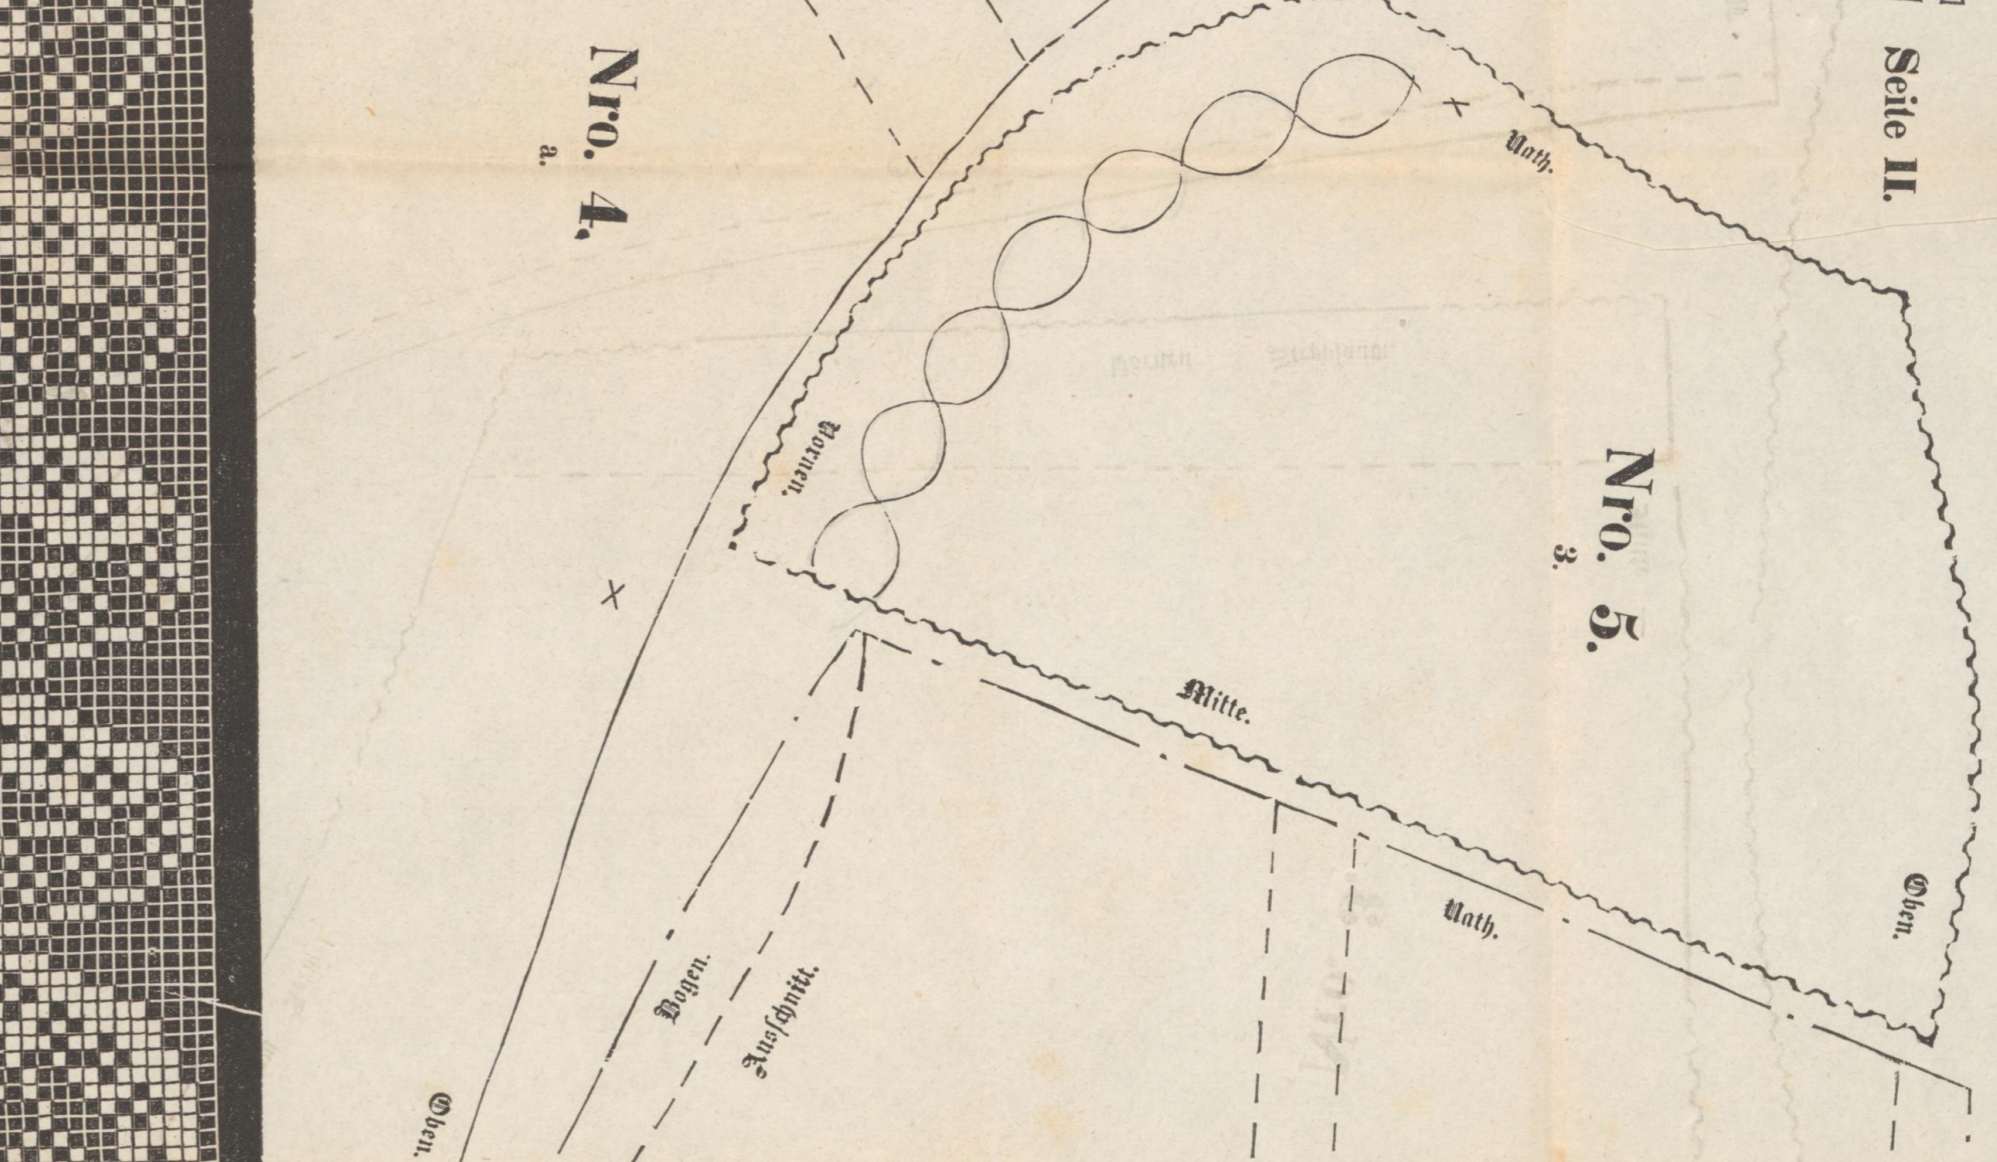 Seite II.
Nro. 4.
a.
Nath.
Vornen.
Nro. 5.
3.
Mitte.
Nath.
Oben.
Bogen.
Ausschnitt.
Oben.